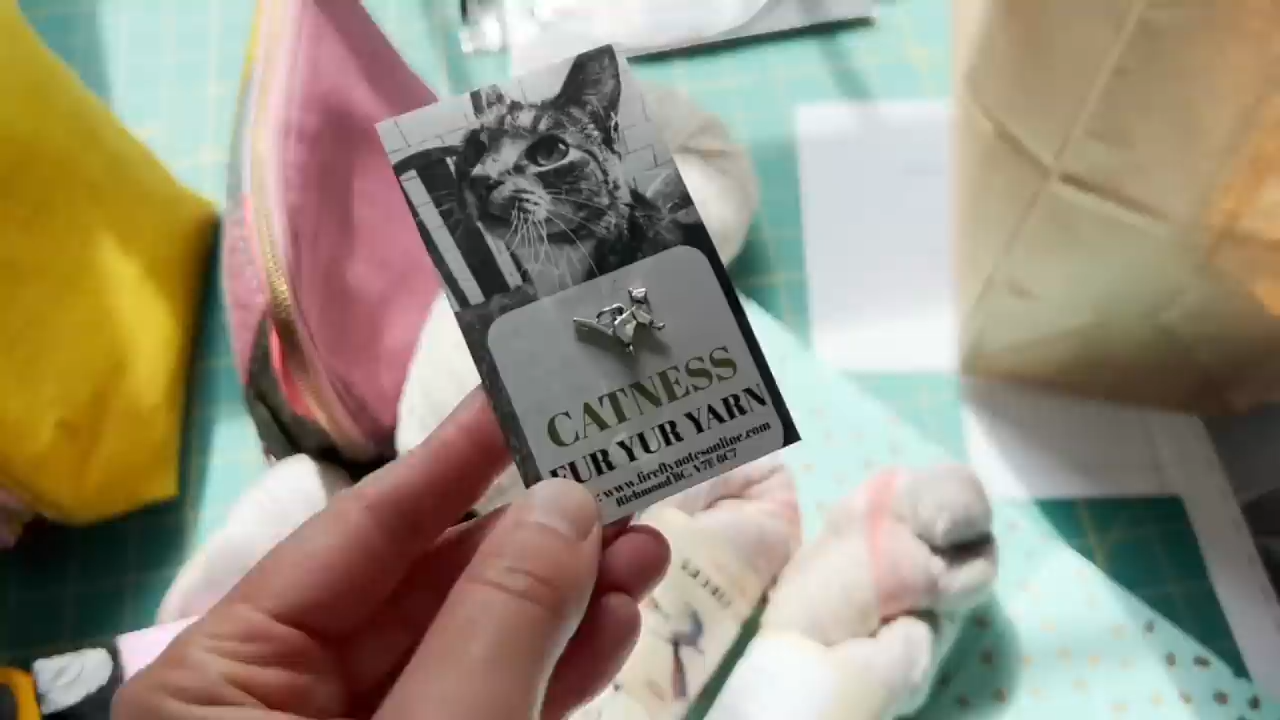 CATNESS
FUR YUR YARN
: www.fireflynotesonline.com
Richmond BC, V7E 6C7